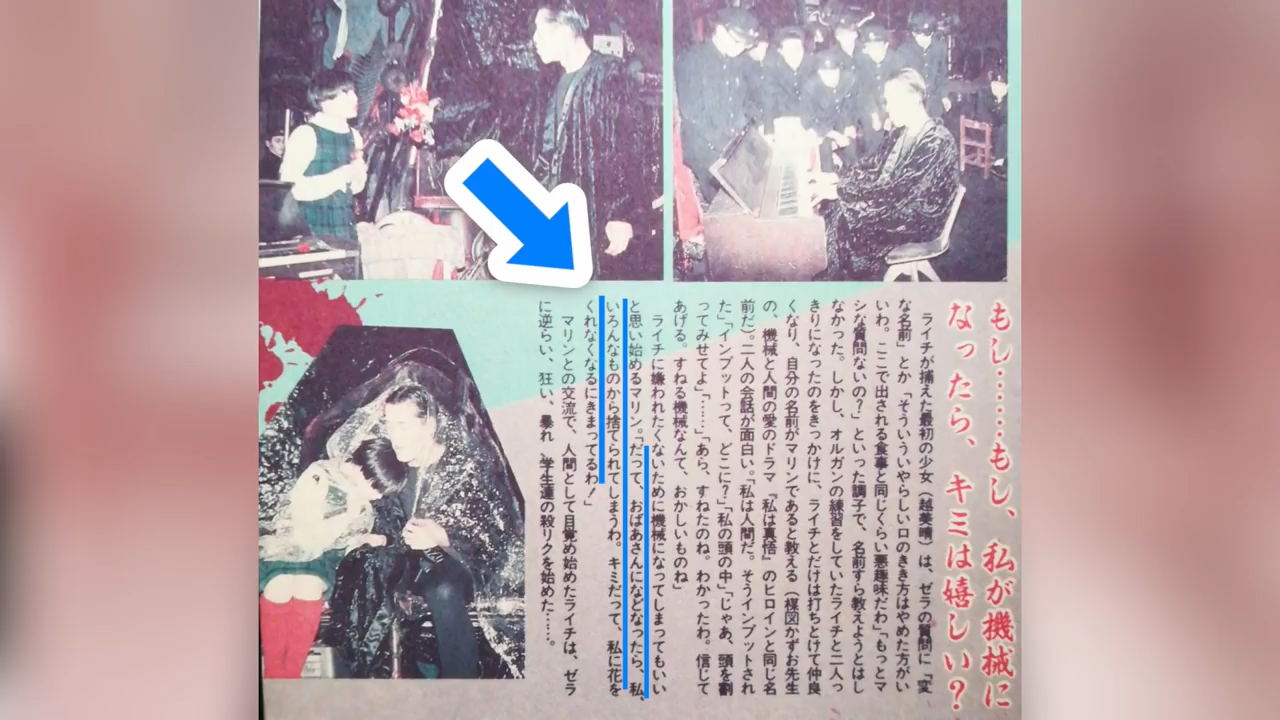 もし……もし、私が機械に
なったら、キミは嬉しい？
ライチが捕えた最初の少女（越美晴）は、ゼラの質問に「変
な名前」とか「そういういやらしい口のきき方はやめた方がい
いわ。ここで出される食事と同じくらい悪趣味だわ」「もっとマ
シな質問ないの？」といった調子で、名前すら教えようとはし
なかった。しかし、オルガンの練習をしていたライチと二人っ
きりになったのをきっかけに、ライチとだけは打ちとけて仲良
くなり、自分の名前がマリンであると教える（楳図かずお先生
の、機械と人間の愛のドラマ『私は真悟』のヒロインと同じ名
前だ）。二人の会話が面白い。「私は人間だ。そうインプットされ
た」「インプットって、どこに？」「私の頭の中」「じゃあ、頭を割
ってみせてよ」「……」「あら、すねたのね。わかったわ。信じて
あげる。すねる機械なんて、おかしいものね」
ライチに嫌われたくないために機械になってしまってもいい
と思い始めるマリン。「だって、おばあさんになどなったら、私、
いろんなものから捨てられてしまうわ。キミだって、私に花を
くれなくなるにきまってるわ！」
マリンとの交流で、人間として目覚め始めたライチは、ゼラ
に逆らい、狂い、暴れ、学生達の殺リクを始めた……。